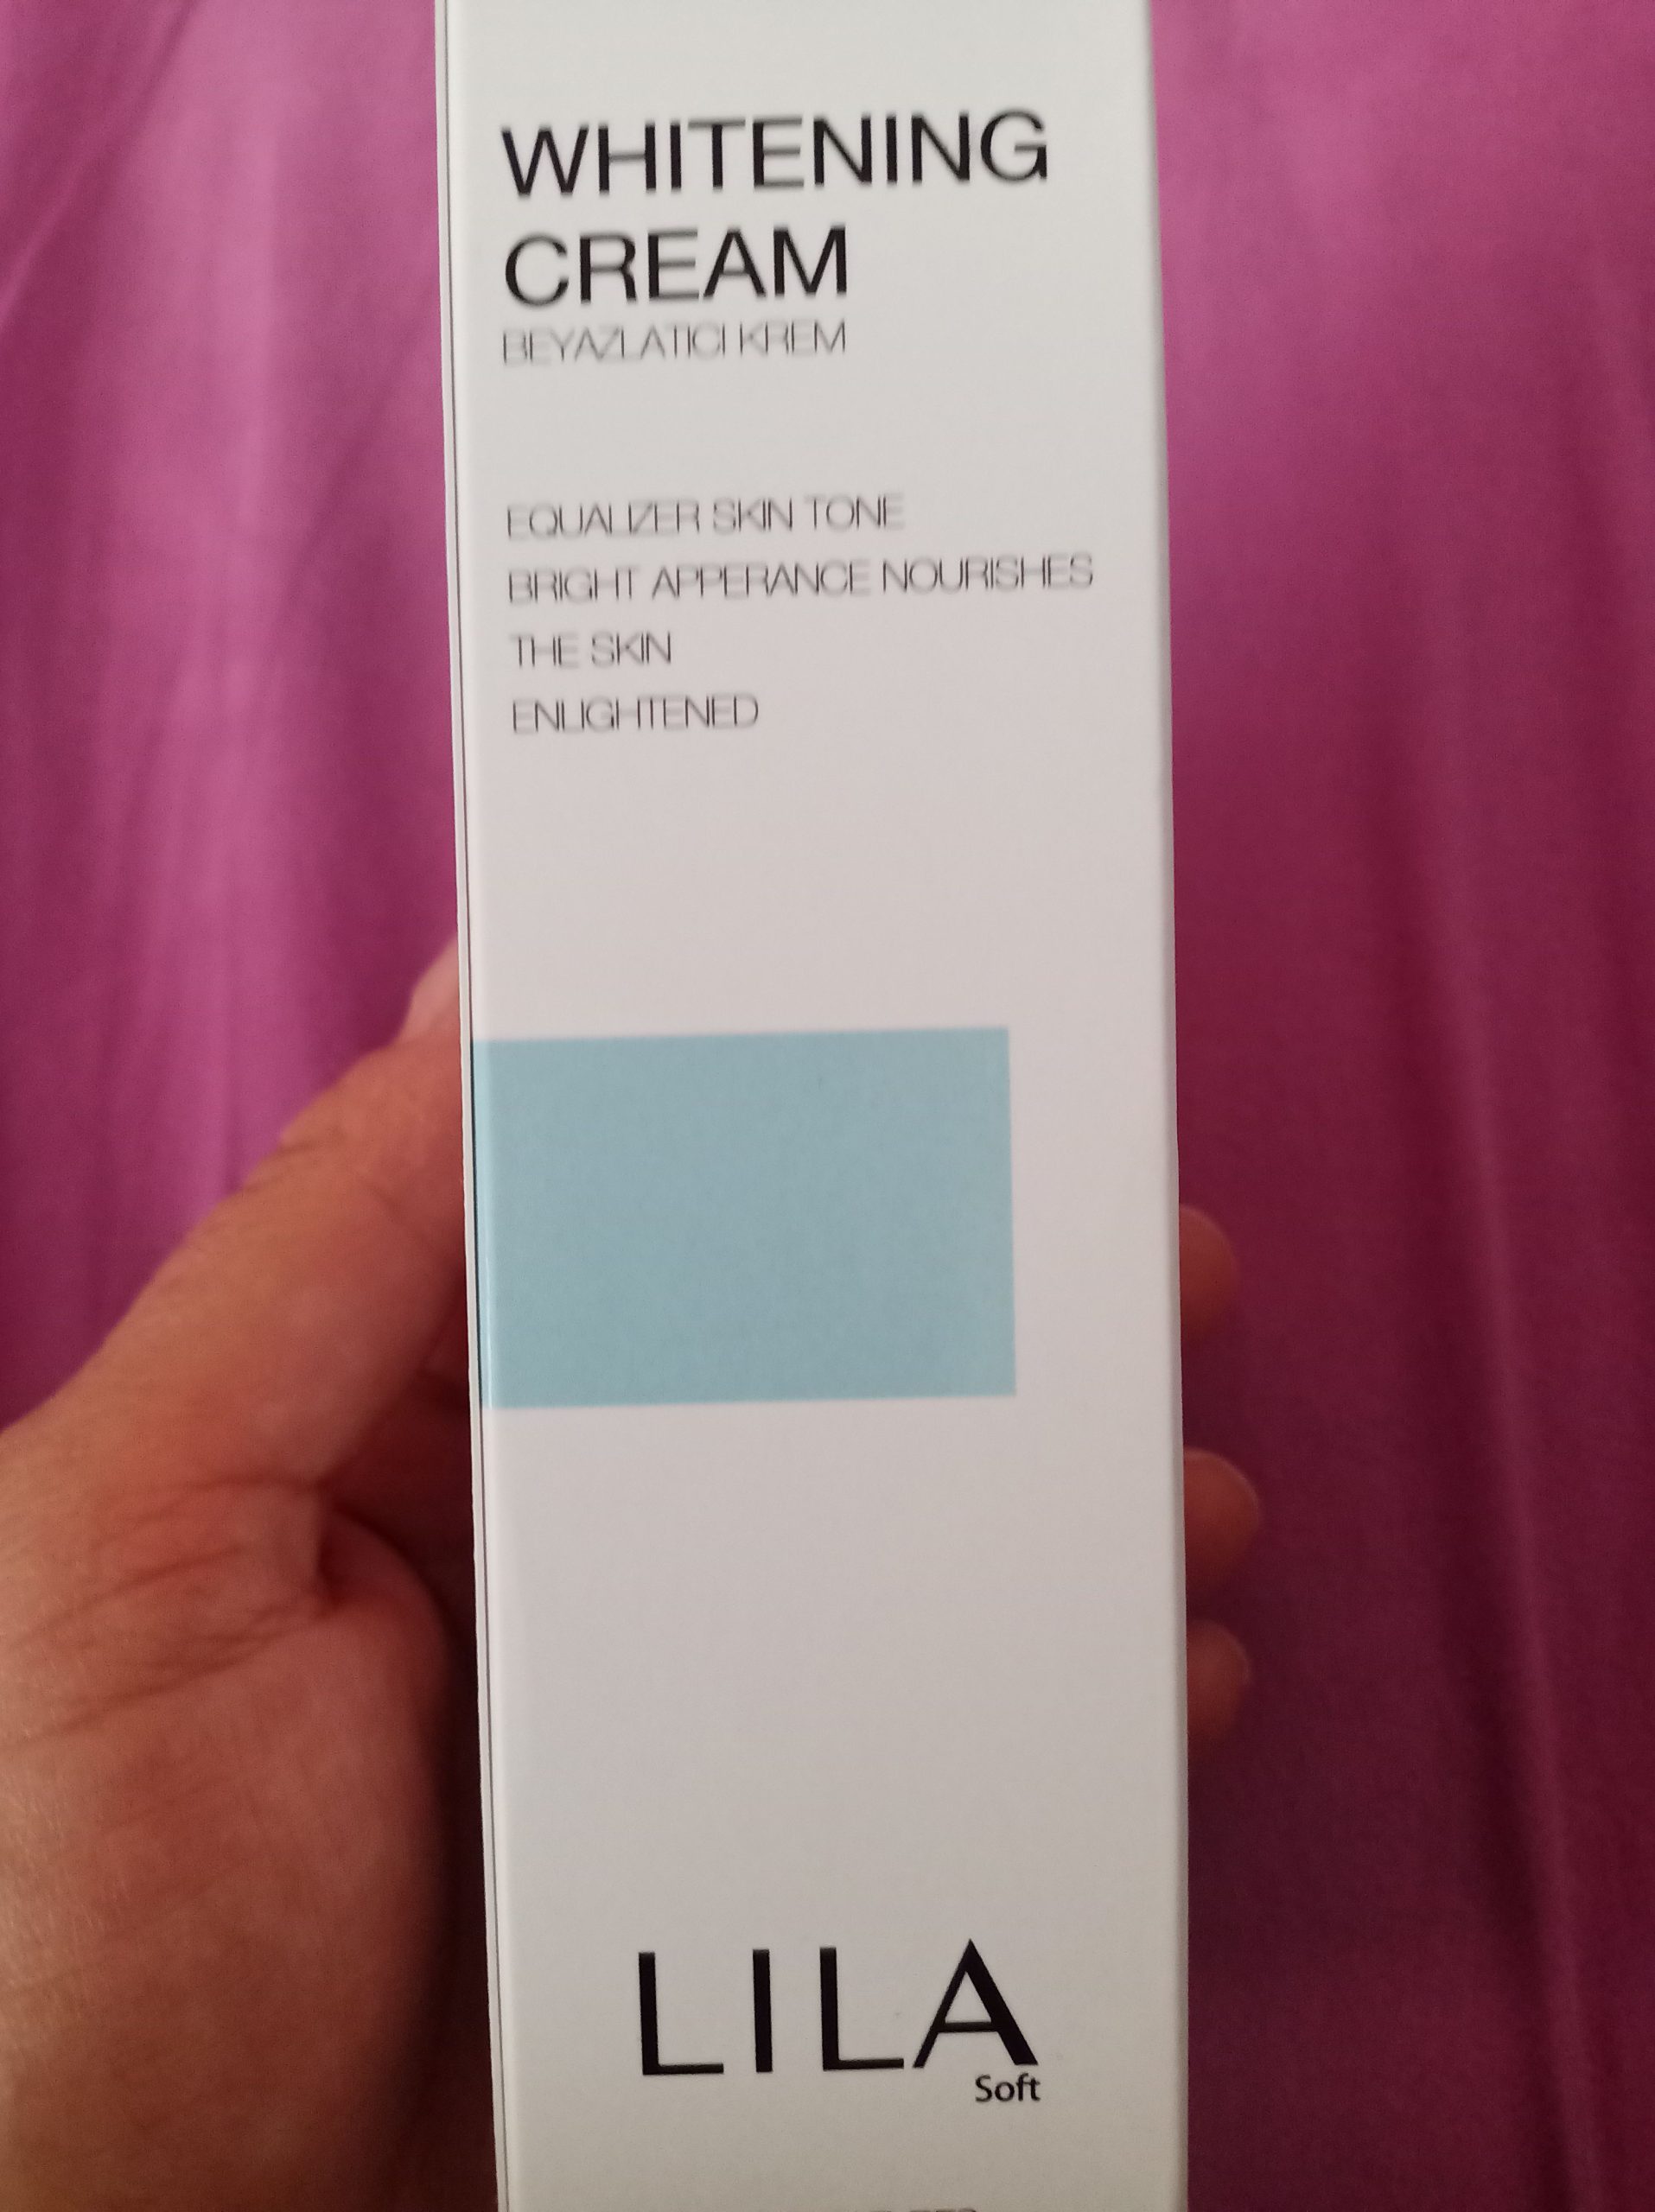 WHITENING
CREAM
BEYAZLATICI KREM
EQUALIZER SKIN TONE
BRIGHT APPERANCE NOURISHES
THE SKIN
ENLIGHTENED
LILA
Soft